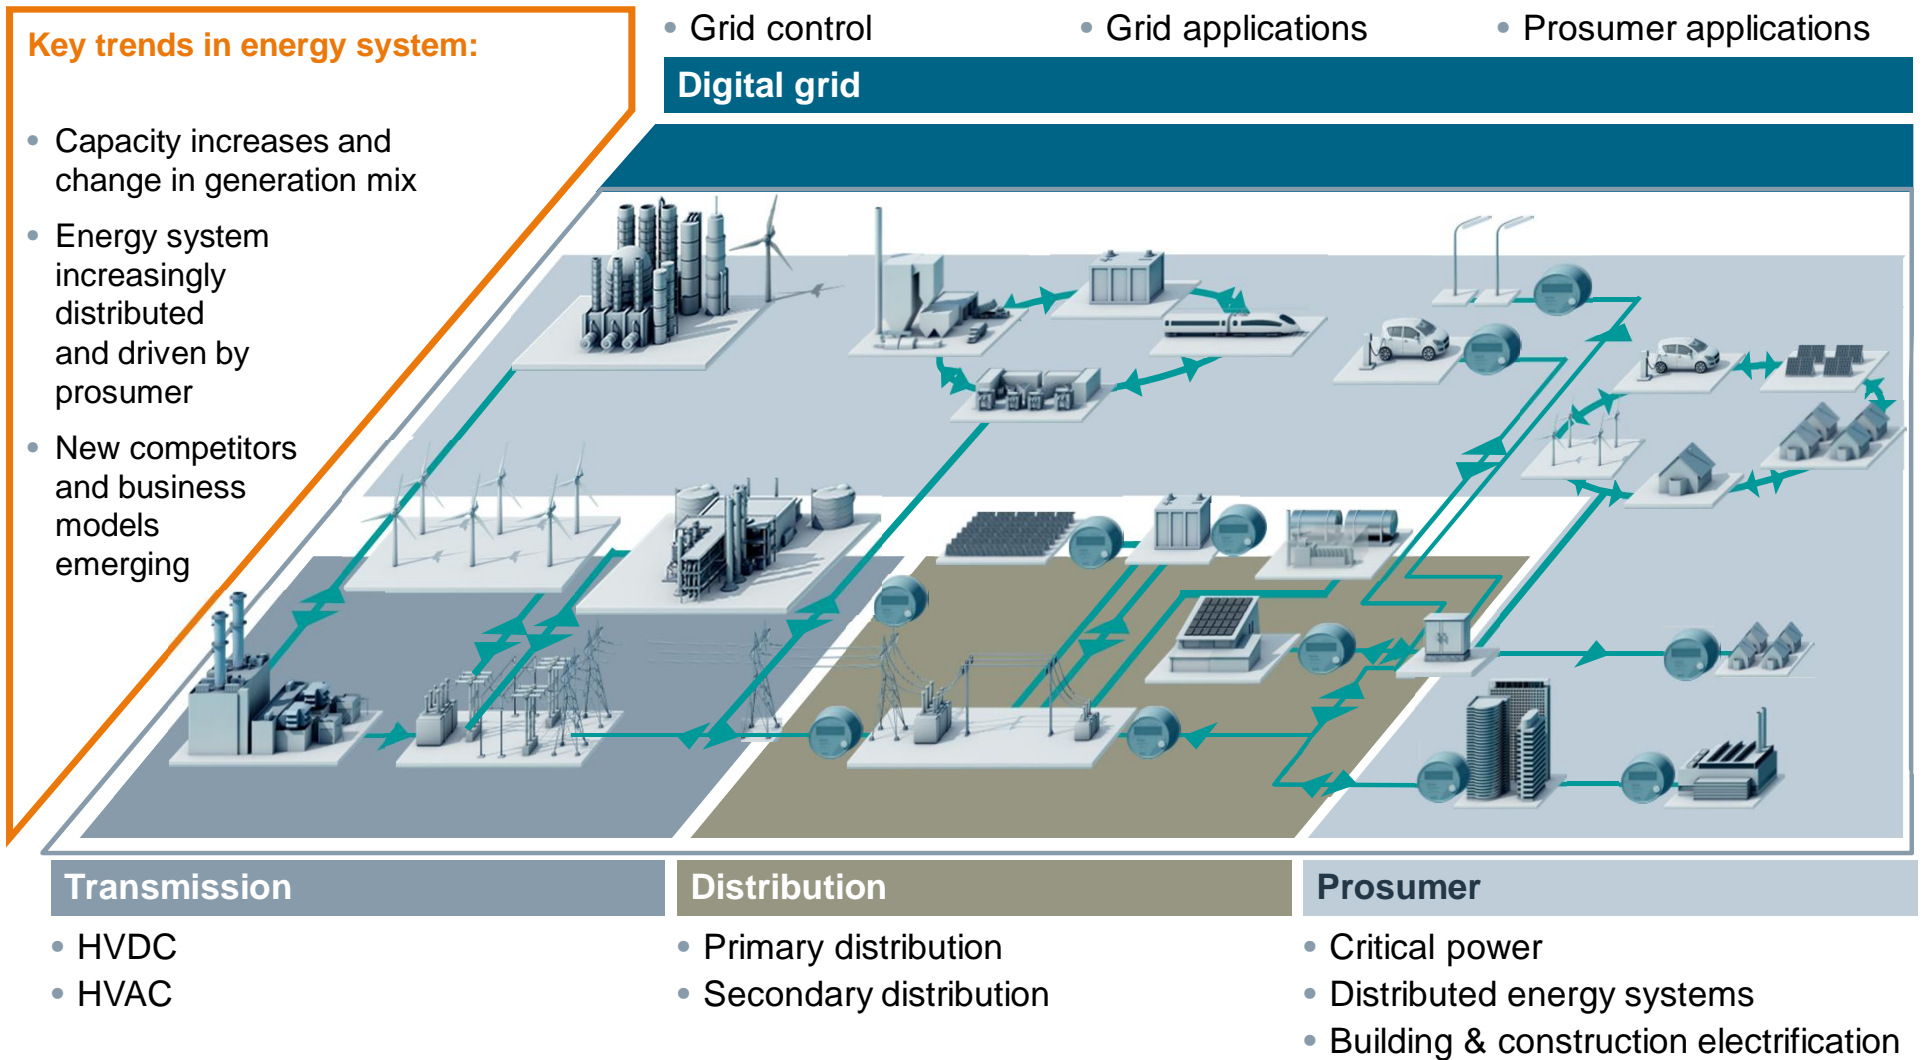 Key trends in energy system:
• Capacity increases and
change in generation mix
• Energy system
increasingly
distributed
and driven by
prosumer
• New competitors
and business
models
emerging
• Grid control
• Grid applications
• Prosumer applications
Digital grid
Transmission
• HVDC
• HVAC
Distribution
• Primary distribution
• Secondary distribution
Prosumer
• Critical power
• Distributed energy systems
• Building & construction electrification